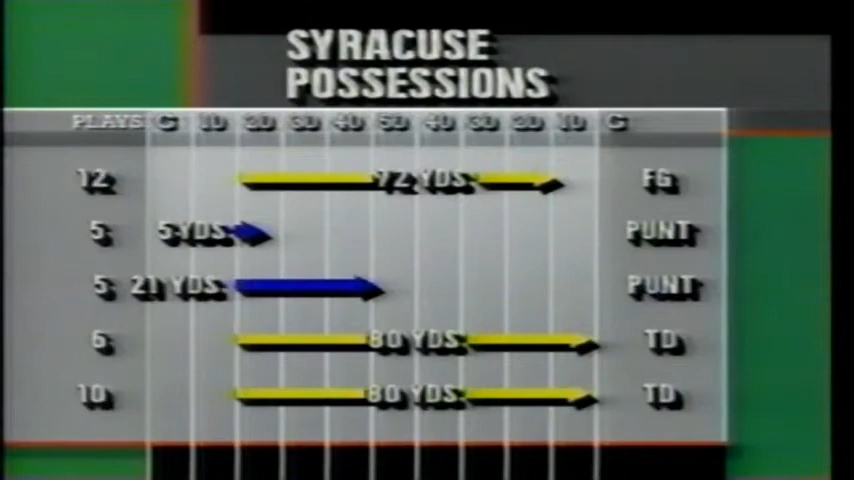 SYRACUSE
POSSESSIONS
PLAYS G 10 20 30 40 50 40 30 20 10 G
12 72 YDS. FG
5 5 YDS. PUNT
5 21 YDS. PUNT
6 80 YDS. TD
10 80 YDS. TD